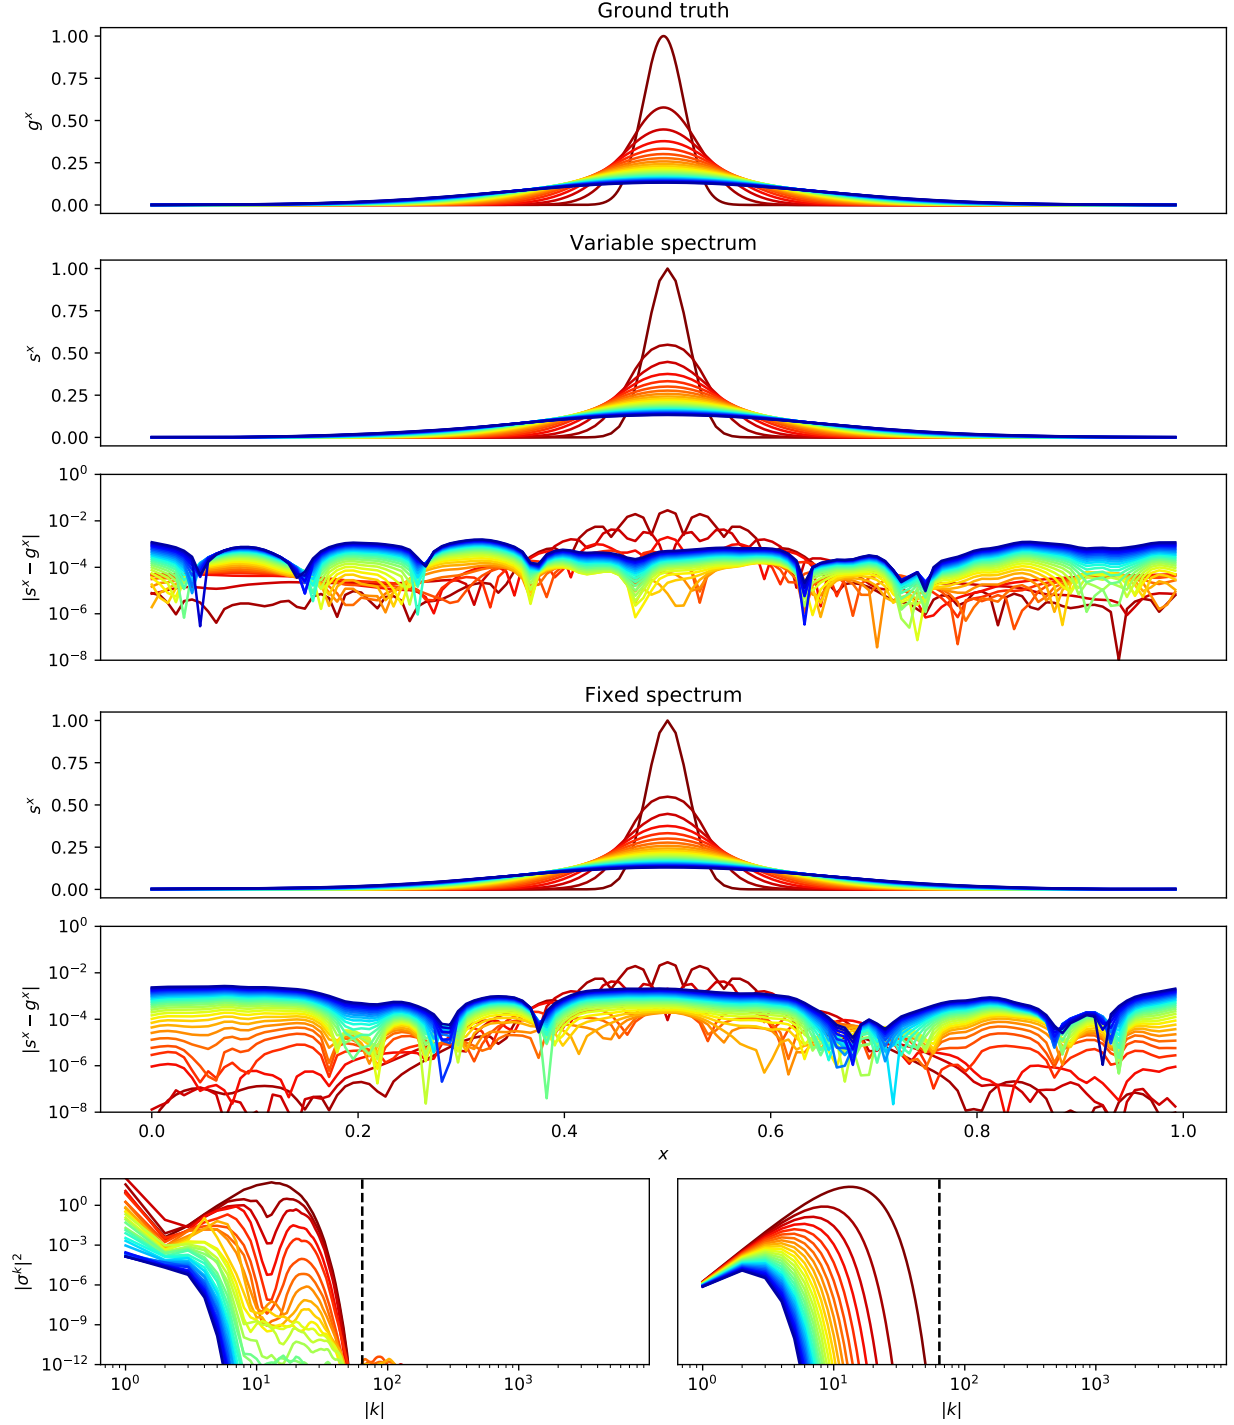 Ground truth
1.00
0.75
0.50
0.25
0.00
g^x
Variable spectrum
1.00
0.75
0.50
0.25
0.00
s^x
10^0
10^−2
10^−4
10^−6
10^−8
|s^x − g^x|
Fixed spectrum
1.00
0.75
0.50
0.25
0.00
s^x
10^0
10^−2
10^−4
10^−6
10^−8
|s^x − g^x|
0.0 0.2 0.4 0.6 0.8 1.0
x
10^0
10^−3
10^−6
10^−9
10^−12
|σ^k|^2
10^0 10^1 10^2 10^3 10^0 10^1 10^2 10^3
|k| |k|